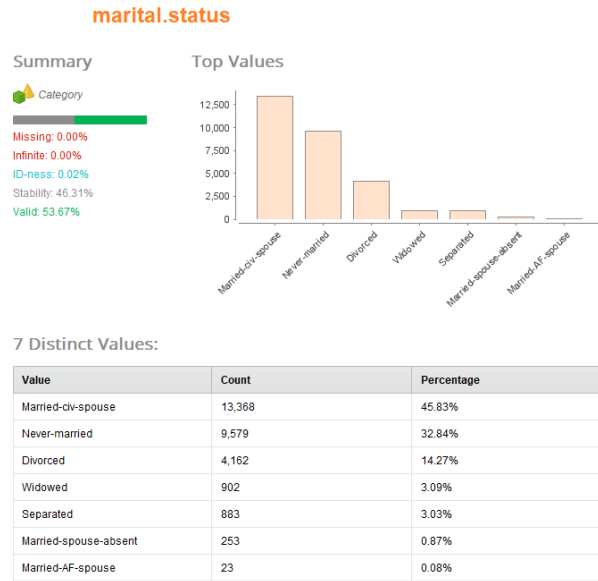 marital.status
Summary
Category
Missing: 0.00%
Infinite: 0.00%
ID-ness: 0.02%
Stability: 46.31%
Valid: 53.67%
Top Values
12,500
10,000
7,500
5,000
2,500
0
Married-civ-spouse
Never-married
Divorced
Widowed
Separated
Married-spouse-absent
Married-AF-spouse
7 Distinct Values:
Value Count Percentage
Married-civ-spouse 13,368 45.83%
Never-married 9,579 32.84%
Divorced 4,162 14.27%
Widowed 902 3.09%
Separated 883 3.03%
Married-spouse-absent 253 0.87%
Married-AF-spouse 23 0.08%